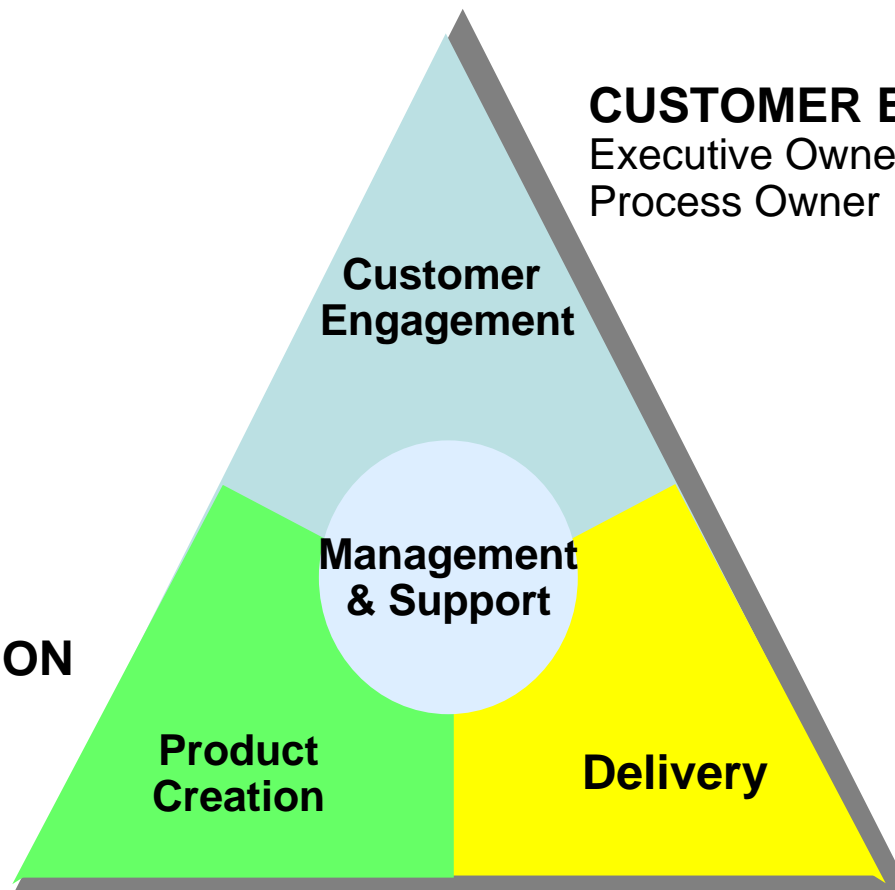 CUSTOMER E
Executive Owne
Process Owner
Customer
Engagement
Management
& Support
ON
Product
Creation
Delivery